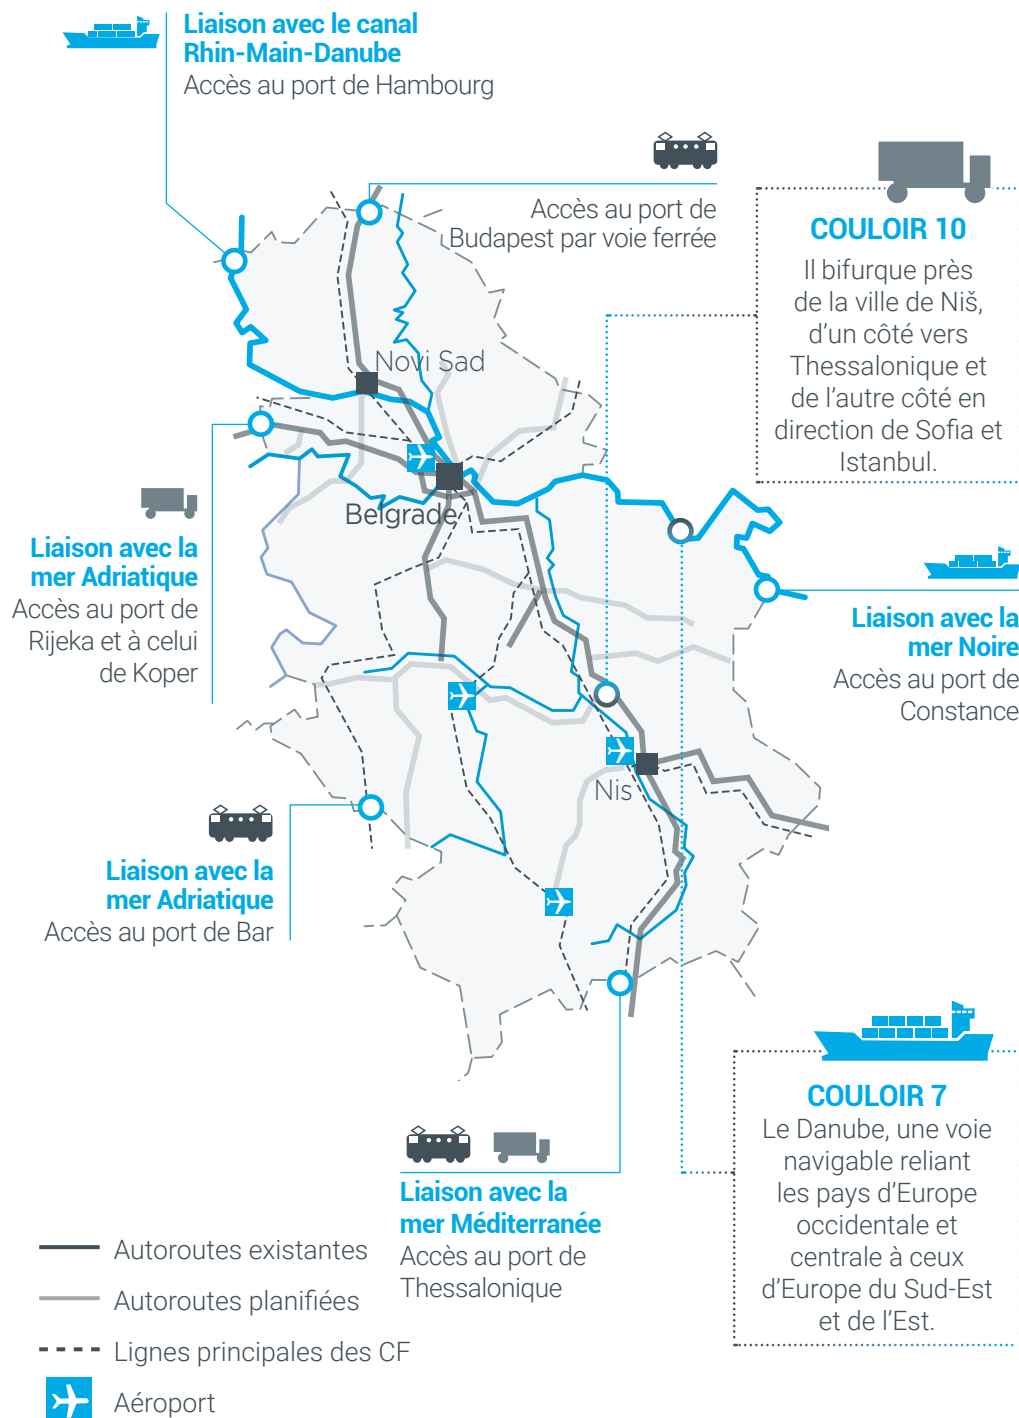 Liaison avec le canal
Rhin-Main-Danube
Accès au port de Hambourg
Accès au port de
Budapest par voie ferrée
COULOIR 10
Il bifurque près
de la ville de Niš,
d’un côté vers
Thessalonique et
de l’autre côté en
direction de Sofia et
Istanbul.
Novi Sad
Belgrade
Liaison avec la
mer Adriatique
Accès au port de
Rijeka et à celui
de Koper
Liaison avec la
mer Noire
Accès au port de
Constance
Nis
Liaison avec la
mer Adriatique
Accès au port de Bar
COULOIR 7
Le Danube, une voie
navigable reliant
les pays d’Europe
occidentale et
centrale à ceux
d’Europe du Sud-Est
et de l’Est.
Liaison avec la
mer Méditerranée
Accès au port de
Thessalonique
Autoroutes existantes
Autoroutes planifiées
Lignes principales des CF
Aéroport